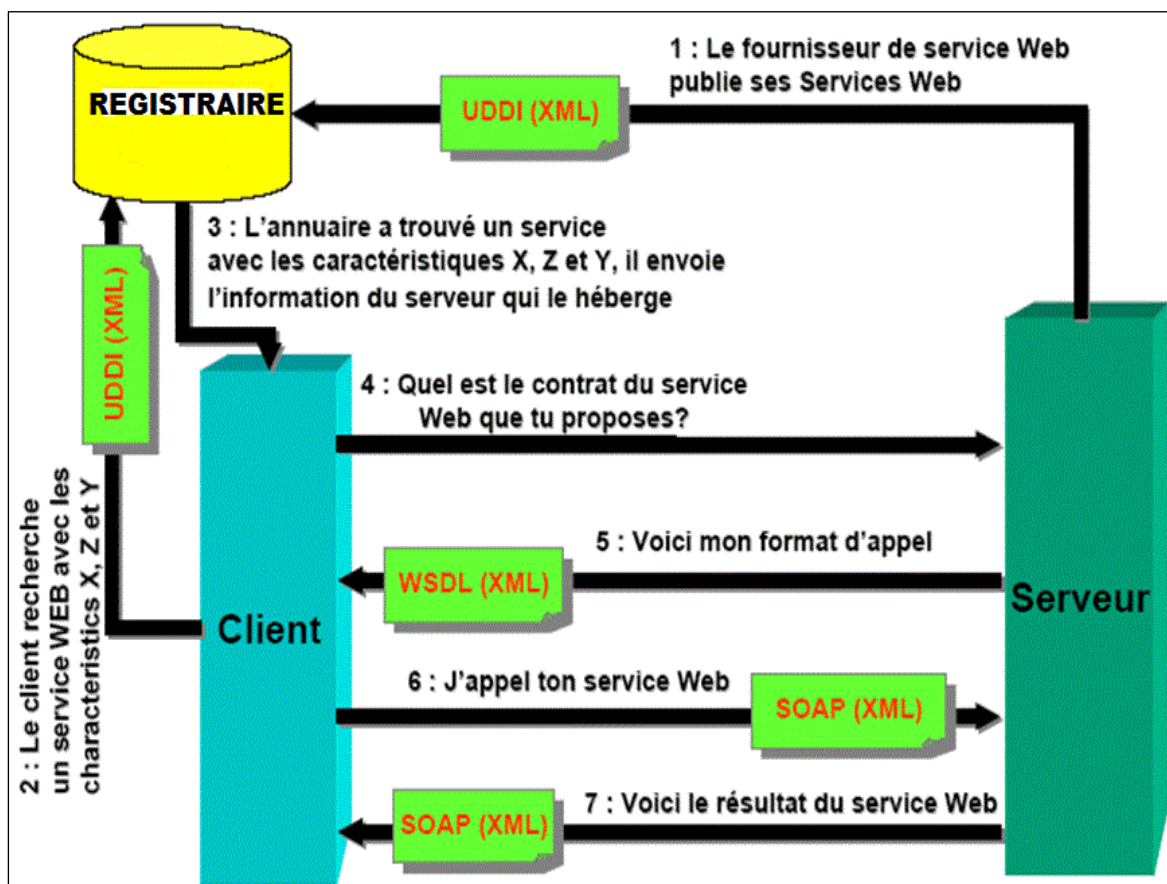 REGISTRAIRE
1 : Le fournisseur de service Web
publie ses Services Web
UDDI (XML)
2 : Le client recherche
un service WEB avec les
characteristics X, Z et Y
UDDI (XML)
3 : L'annuaire a trouvé un service
avec les caractéristiques X, Z et Y, il envoie
l'information du serveur qui le héberge
4 : Quel est le contrat du service
Web que tu proposes?
5 : Voici mon format d'appel
WSDL (XML)
Client
Serveur
6 : J'appel ton service Web
SOAP (XML)
7 : Voici le résultat du service Web
SOAP (XML)